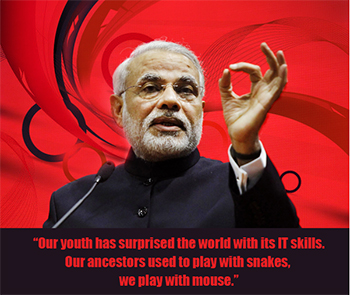 "Our youth has surprised the world with its IT skills.
Our ancestors used to play with snakes,
we play with mouse."